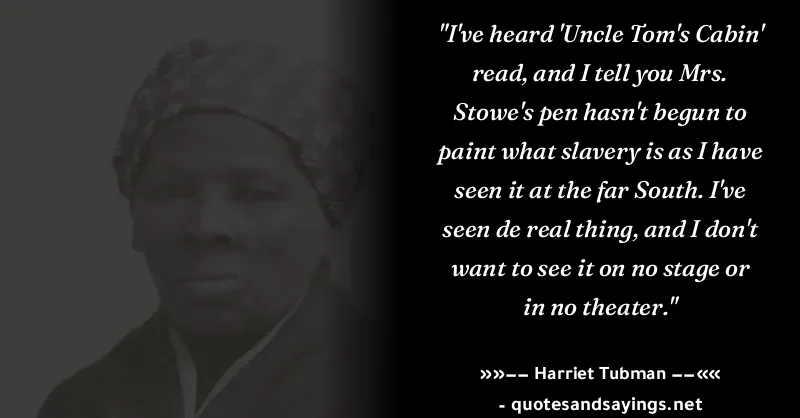 "I've heard 'Uncle Tom's Cabin'
read, and I tell you Mrs.
Stowe's pen hasn't begun to
paint what slavery is as I have
seen it at the far South. I've
seen de real thing, and I don't
want to see it on no stage or
in no theater."
»»−− Harriet Tubman −−««
- quotesandsayings.net